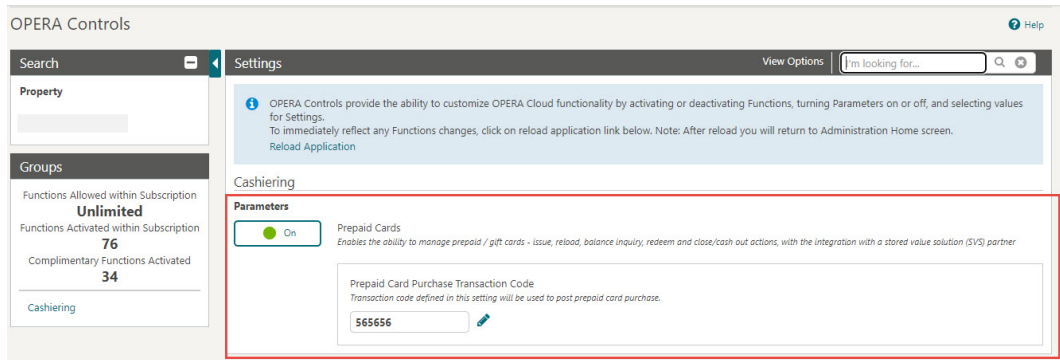 OPERA Controls
Help
Search
Property
Groups
Functions Allowed within Subscription
Unlimited
Functions Activated within Subscription
76
Complimentary Functions Activated
34
Cashiering
Settings
View Options
I'm looking for...
OPERA Controls provide the ability to customize OPERA Cloud functionality by activating or deactivating Functions, turning Parameters on or off, and selecting values
for Settings.
To immediately reflect any Functions changes, click on reload application link below. Note: After reload you will return to Administration Home screen.
Reload Application
Cashiering
Parameters
On
Prepaid Cards
Enables the ability to manage prepaid / gift cards - issue, reload, balance inquiry, redeem and close/cash out actions, with the integration with a stored value solution (SVS) partner
Prepaid Card Purchase Transaction Code
Transaction code defined in this setting will be used to post prepaid card purchase.
565656